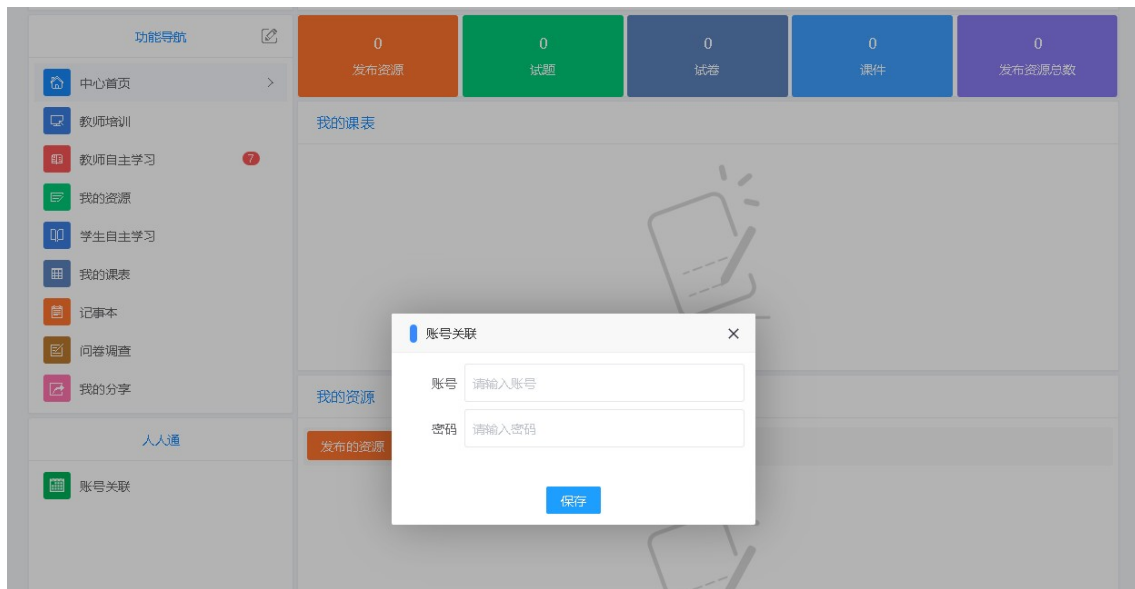 功能导航
中心首页
教师培训
教师自主学习 7
我的资源
学生自主学习
我的课表
记事本
问卷调查
我的分享
人人通
账号关联
0
发布资源
0
试题
0
试卷
0
课件
0
发布资源总数
我的课表
我的资源
发布的资源
账号关联
账号 请输入账号
密码 请输入密码
保存